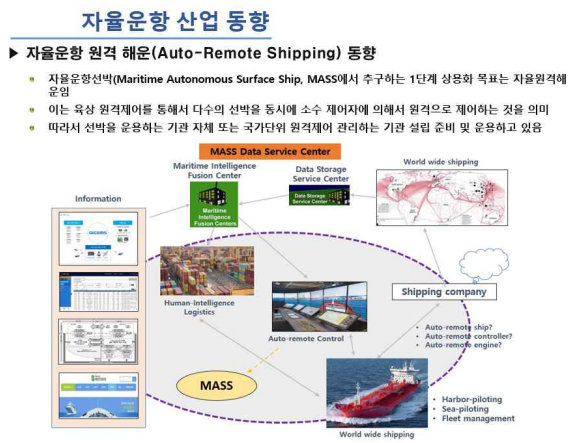 자율운항 산업 동향
▶ 자율운항 원격 해운(Auto-Remote Shipping) 동향
자율운항선박(Maritime Autonomous Surface Ship, MASS에서 추구하는 1단계 상용화 목표는 자율원격해
운임
이는 육상 원격제어를 통해서 다수의 선박을 동시에 소수 제어자에 의해서 원격으로 제어하는 것을 의미
따라서 선박을 운용하는 기관 자체 또는 국가단위 원격제어 관리하는 기관 설립 준비 및 운용하고 있음
MASS Data Service Center
Maritime Intelligence
Fusion Center
Data Storage
Service Center
World wide shipping
Maritime
Intelligence
Fusion Centers
Data Storage
Service Center
Information
Human-Intelligence
Logistics
Auto-remote Control
Shipping company
• Auto-remote ship?
• Auto-remote controller?
• Auto-remote engine?
MASS
• Harbor-piloting
• Sea-piloting
• Fleet management
World wide shipping